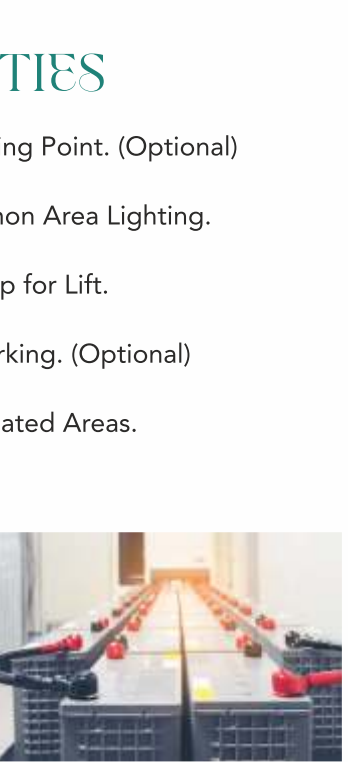 TIES
ing Point. (Optional)
non Area Lighting.
p for Lift.
rking. (Optional)
ated Areas.